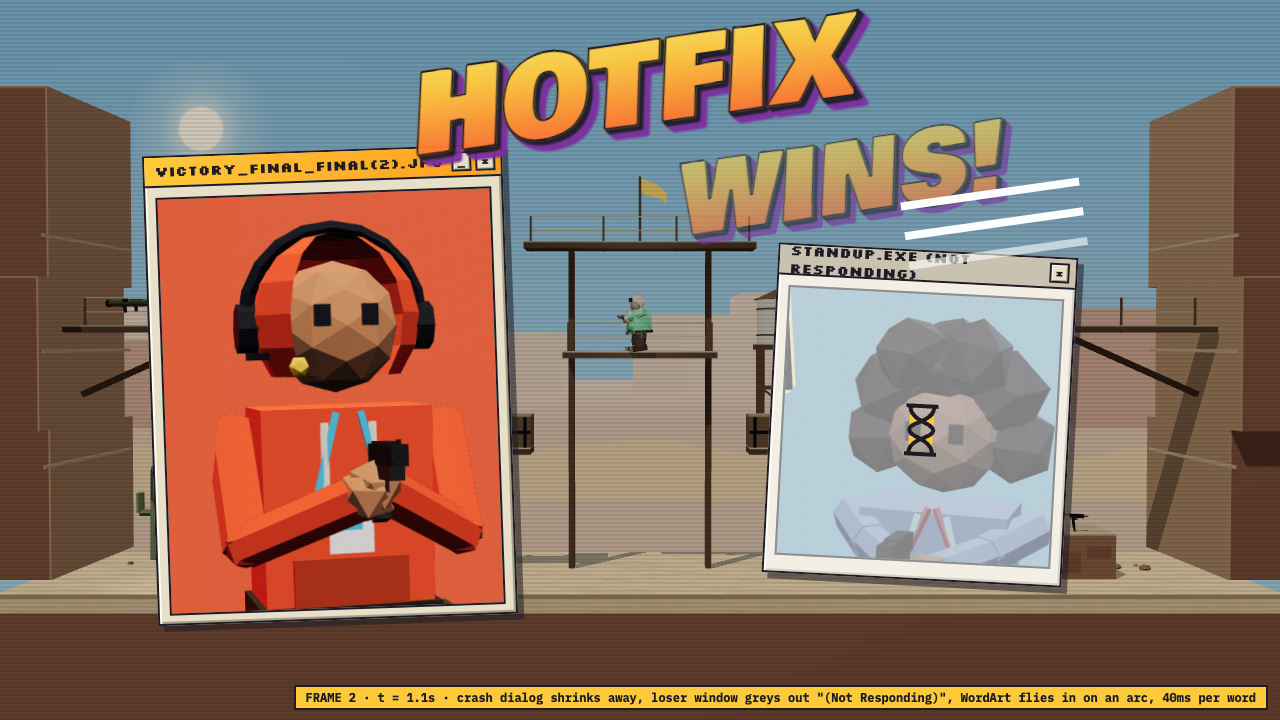 HOTFIX
WINS!
VICTORY_FINAL_FINAL(2).JP
STANDUP.EXE (NOT
RESPONDING)
FRAME 2 · t = 1.1s · crash dialog shrinks away, loser window greys out "(Not Responding)", WordArt flies in on an arc, 40ms per word